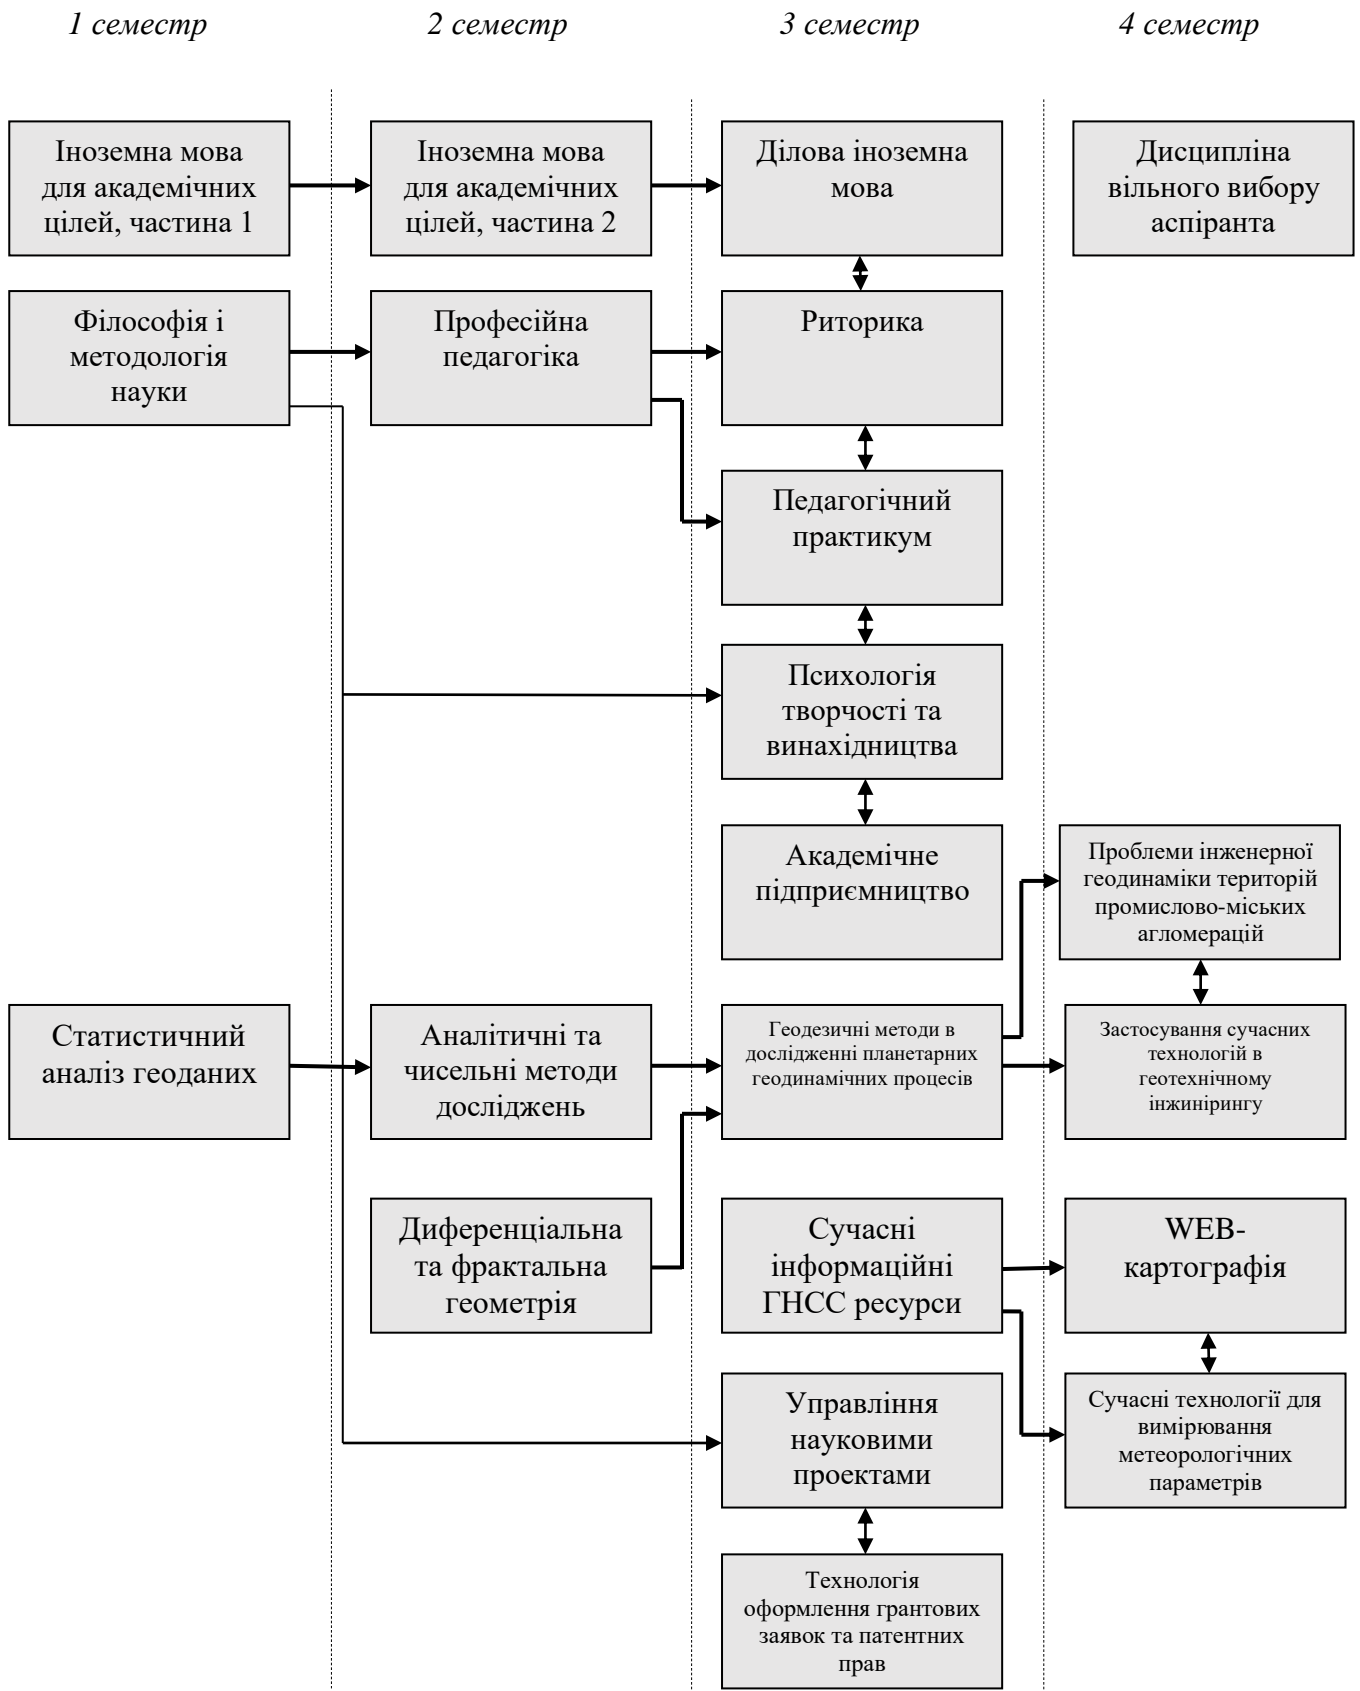 1 семестр
2 семестр
3 семестр
4 семестр
Іноземна мова
для академічних
цілей, частина 1
Іноземна мова
для академічних
цілей, частина 2
Ділова іноземна
мова
Дисципліна
вільного вибору
аспіранта
Філософія і
методологія
науки
Професійна
педагогіка
Риторика
Педагогічний
практикум
Психологія
творчості та
винахідництва
Академічне
підприємництво
Проблеми інженерної
геодинаміки територій
промислово-міських
агломерацій
Статистичний
аналіз геоданих
Аналітичні та
чисельні методи
досліджень
Геодезичні методи в
дослідженні планетарних
геодинамічних процесів
Застосування сучасних
технологій в
геотехнічному
інжинірингу
Диференціальна
та фрактальна
геометрія
Сучасні
інформаційні
ГНСС ресурси
WEB-
картографія
Управління
науковими
проектами
Сучасні технології для
вимірювання
метеорологічних
параметрів
Технологія
оформлення грантових
заявок та патентних
прав